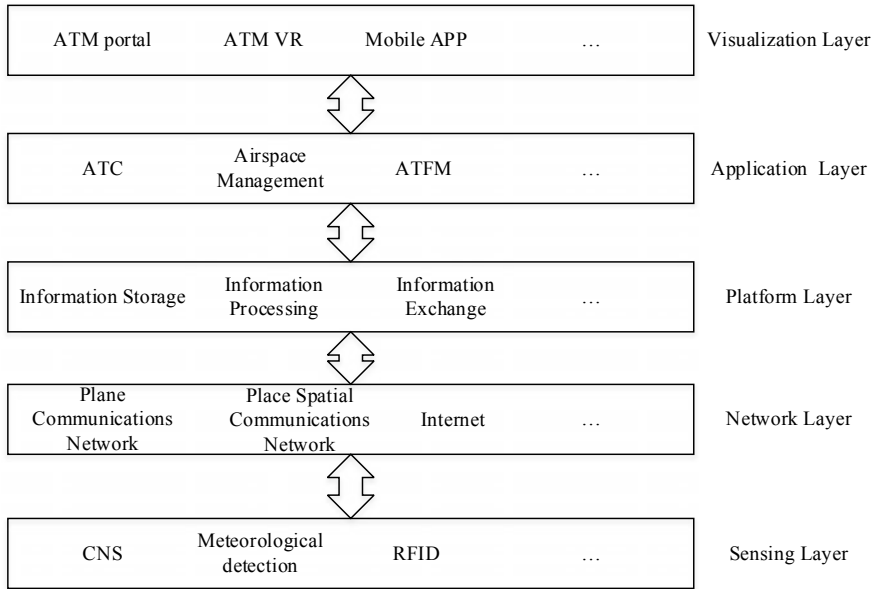 ATM portal ATM VR Mobile APP … Visualization Layer
ATC Airspace Management ATFM … Application Layer
Information Storage Information Processing Information Exchange … Platform Layer
Plane Communications Network Place Spatial Communications Network Internet … Network Layer
CNS Meteorological detection RFID … Sensing Layer